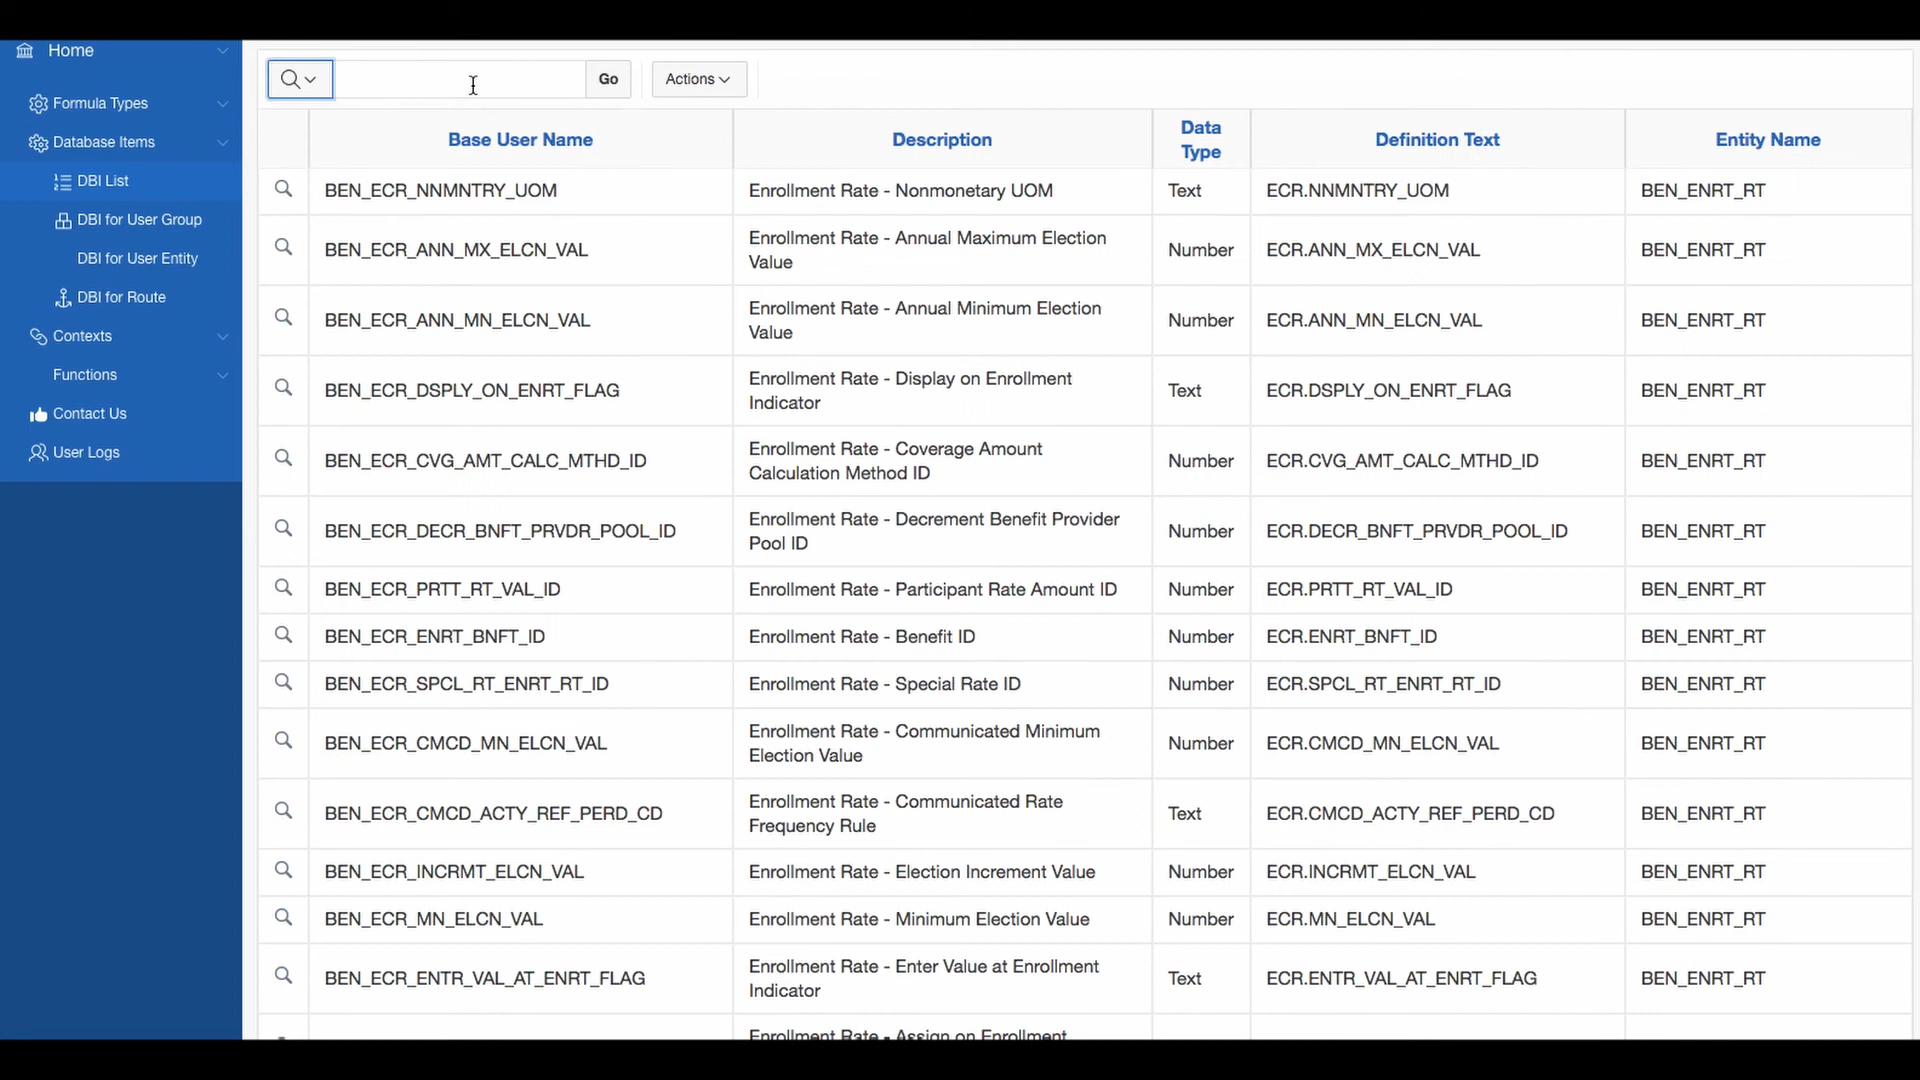 Home
Formula Types
Database Items
DBI List
DBI for User Group
DBI for User Entity
DBI for Route
Contexts
Functions
Contact Us
User Logs
Go
Actions
Base User Name
Description
Data
Type
Definition Text
Entity Name
BEN_ECR_NNMNTRY_UOM
Enrollment Rate - Nonmonetary UOM
Text
ECR.NNMNTRY_UOM
BEN_ENRT_RT
BEN_ECR_ANN_MX_ELCN_VAL
Enrollment Rate - Annual Maximum Election
Value
Number
ECR.ANN_MX_ELCN_VAL
BEN_ENRT_RT
BEN_ECR_ANN_MN_ELCN_VAL
Enrollment Rate - Annual Minimum Election
Value
Number
ECR.ANN_MN_ELCN_VAL
BEN_ENRT_RT
BEN_ECR_DSPLY_ON_ENRT_FLAG
Enrollment Rate - Display on Enrollment
Indicator
Text
ECR.DSPLY_ON_ENRT_FLAG
BEN_ENRT_RT
BEN_ECR_CVG_AMT_CALC_MTHD_ID
Enrollment Rate - Coverage Amount
Calculation Method ID
Number
ECR.CVG_AMT_CALC_MTHD_ID
BEN_ENRT_RT
BEN_ECR_DECR_BNFT_PRVDR_POOL_ID
Enrollment Rate - Decrement Benefit Provider
Pool ID
Number
ECR.DECR_BNFT_PRVDR_POOL_ID
BEN_ENRT_RT
BEN_ECR_PRTT_RT_VAL_ID
Enrollment Rate - Participant Rate Amount ID
Number
ECR.PRTT_RT_VAL_ID
BEN_ENRT_RT
BEN_ECR_ENRT_BNFT_ID
Enrollment Rate - Benefit ID
Number
ECR.ENRT_BNFT_ID
BEN_ENRT_RT
BEN_ECR_SPCL_RT_ENRT_RT_ID
Enrollment Rate - Special Rate ID
Number
ECR.SPCL_RT_ENRT_RT_ID
BEN_ENRT_RT
BEN_ECR_CMCD_MN_ELCN_VAL
Enrollment Rate - Communicated Minimum
Election Value
Number
ECR.CMCD_MN_ELCN_VAL
BEN_ENRT_RT
BEN_ECR_CMCD_ACTY_REF_PERD_CD
Enrollment Rate - Communicated Rate
Frequency Rule
Text
ECR.CMCD_ACTY_REF_PERD_CD
BEN_ENRT_RT
BEN_ECR_INCRMT_ELCN_VAL
Enrollment Rate - Election Increment Value
Number
ECR.INCRMT_ELCN_VAL
BEN_ENRT_RT
BEN_ECR_MN_ELCN_VAL
Enrollment Rate - Minimum Election Value
Number
ECR.MN_ELCN_VAL
BEN_ENRT_RT
BEN_ECR_ENTR_VAL_AT_ENRT_FLAG
Enrollment Rate - Enter Value at Enrollment
Indicator
Text
ECR.ENTR_VAL_AT_ENRT_FLAG
BEN_ENRT_RT
Enrollment Rate - Assign on Enrollment